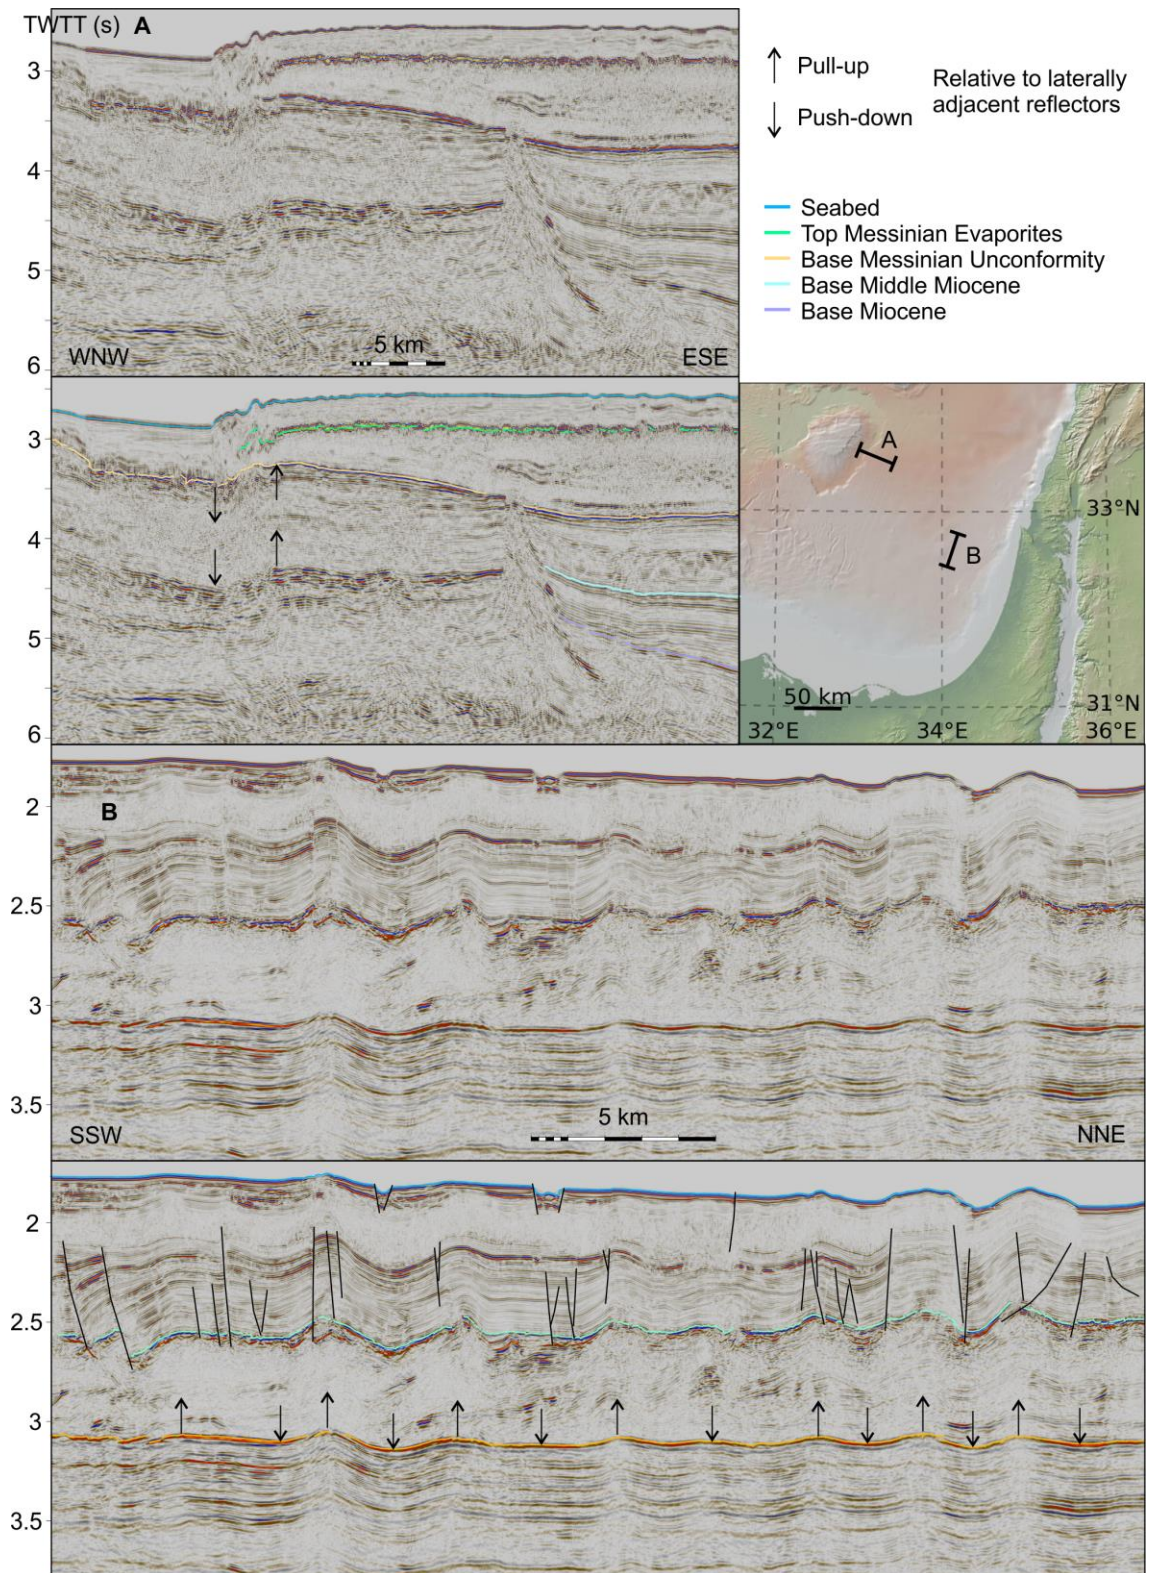 TWTT (s) A
3
4
5
6
WNW
5 km
ESE
Pull-up
Push-down
Relative to laterally
adjacent reflectors
Seabed
Top Messinian Evaporites
Base Messinian Unconformity
Base Middle Miocene
Base Miocene
3
4
5
6
A
B
33°N
31°N
50 km
32°E
34°E
36°E
B
2
2.5
3
3.5
SSW
5 km
NNE
2
2.5
3
3.5